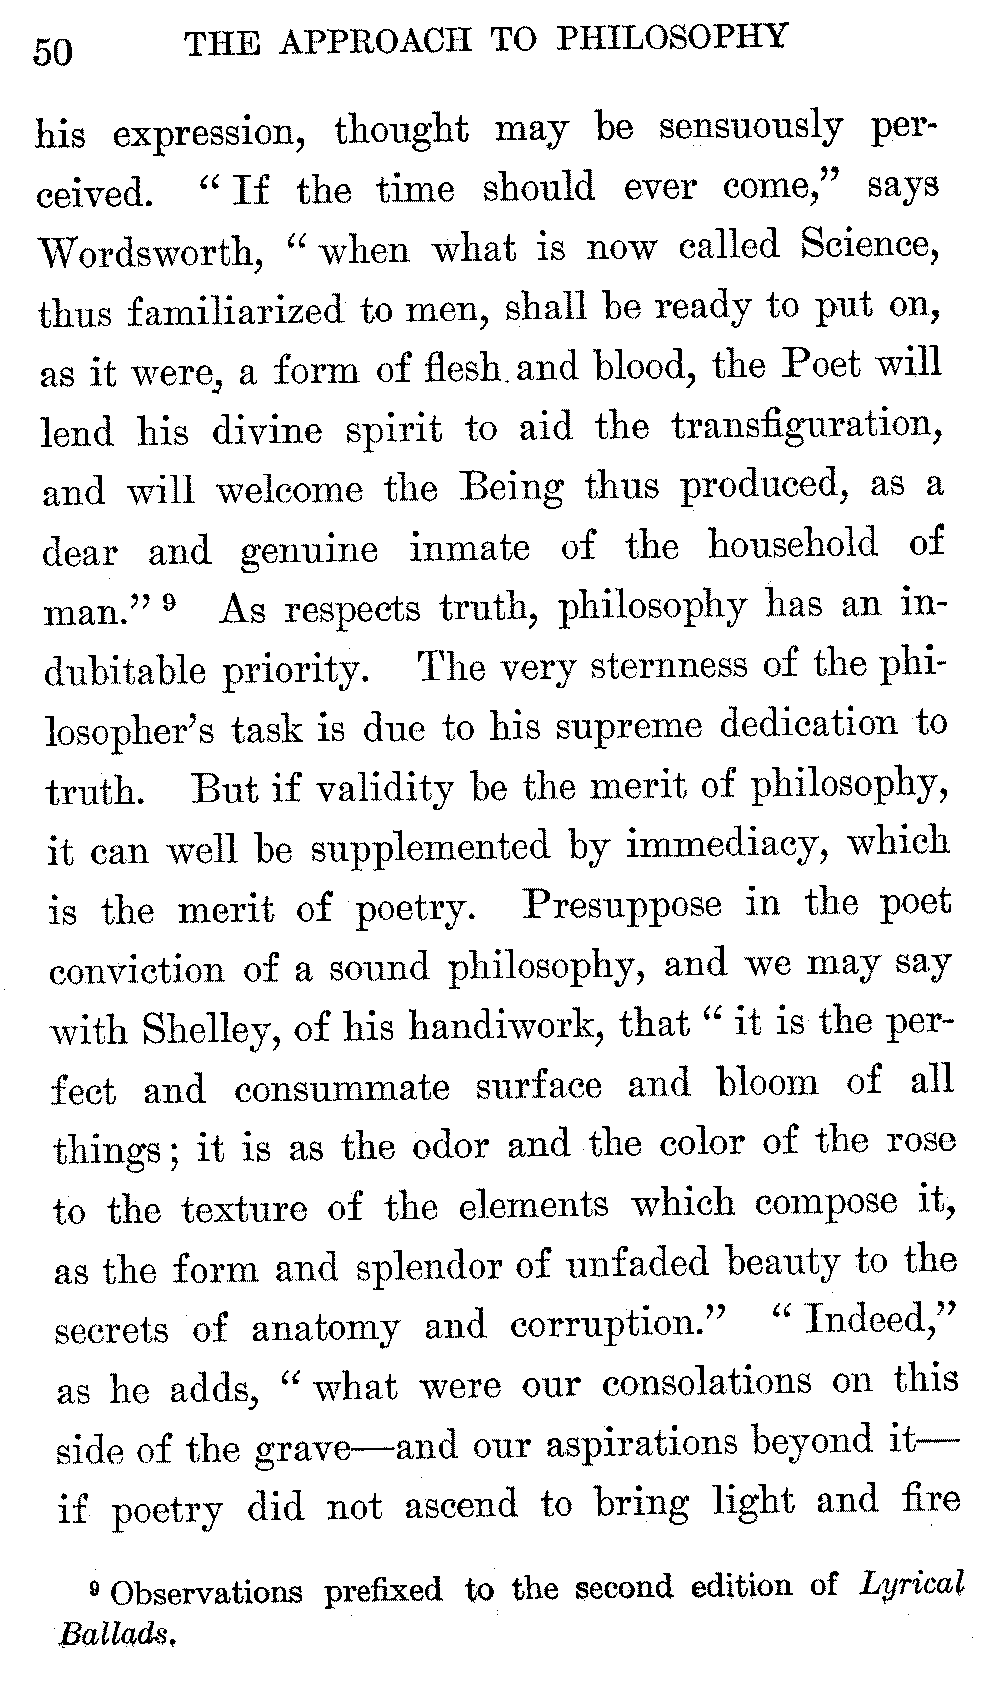 50 THE APPROACH TO PHILOSOPHY
his expression, thought may be sensuously per-
ceived. “ If the time should ever come,” says
Wordsworth, “ when what is now called Science,
thus familiarized to men, shall be ready to put on,
as it were, a form of flesh and blood, the Poet will
lend his divine spirit to aid the transfiguration,
and will welcome the Being thus produced, as a
dear and genuine inmate of the household of
man.” ⁹ As respects truth, philosophy has an in-
dubitable priority. The very sternness of the phi-
losopher’s task is due to his supreme dedication to
truth. But if validity be the merit of philosophy,
it can well be supplemented by immediacy, which
is the merit of poetry. Presuppose in the poet
conviction of a sound philosophy, and we may say
with Shelley, of his handiwork, that “ it is the per-
fect and consummate surface and bloom of all
things; it is as the odor and the color of the rose
to the texture of the elements which compose it,
as the form and splendor of unfaded beauty to the
secrets of anatomy and corruption.” “ Indeed,”
as he adds, “ what were our consolations on this
side of the grave—and our aspirations beyond it—
if poetry did not ascend to bring light and fire
⁹ Observations prefixed to the second edition of Lyrical
Ballads.